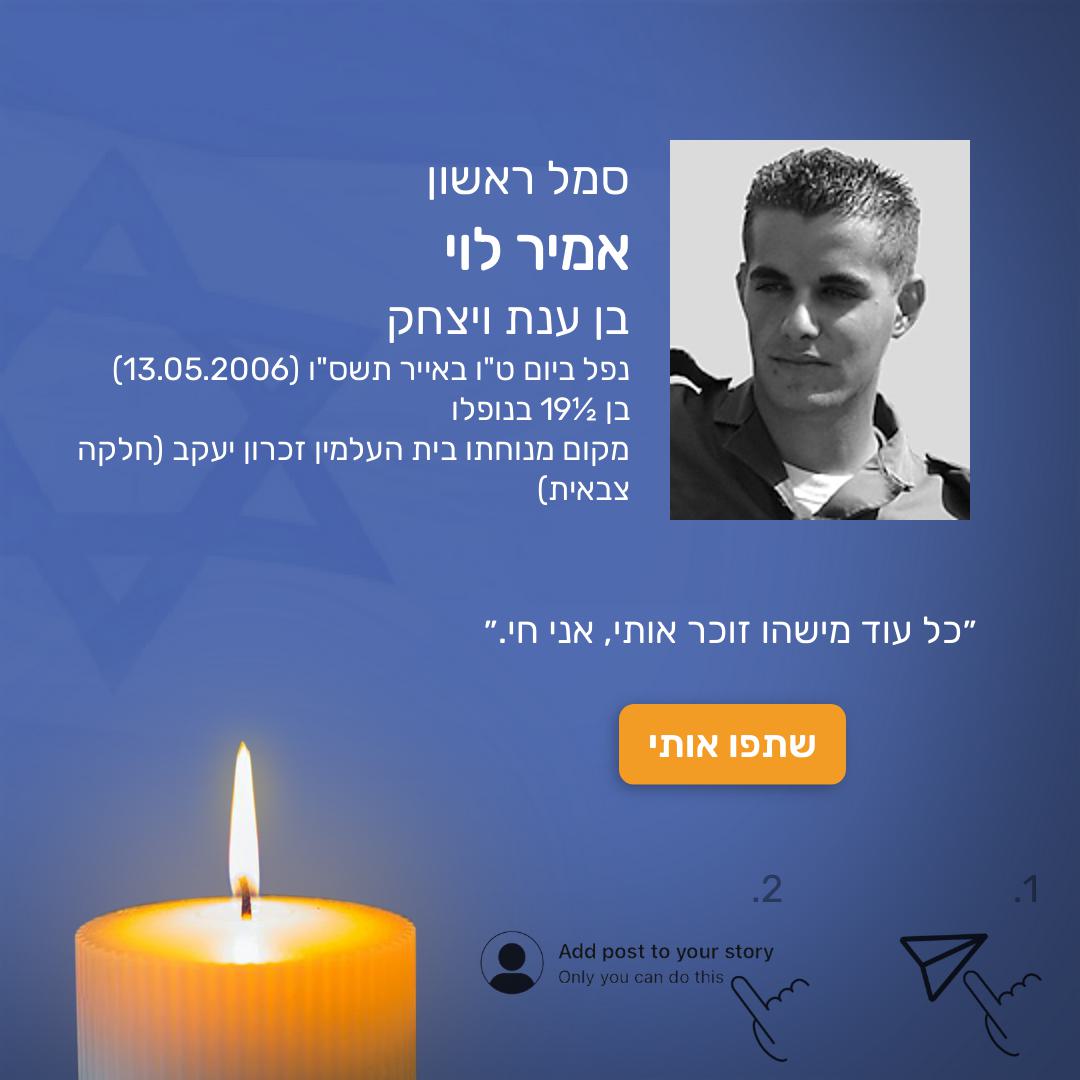 סמל ראשון
אמיר לוי
בן ענת ויצחק
נפל ביום ט"ו באייר תשס"ו (13.05.2006)
בן 19½ בנופלו
מקום מנוחתו בית העלמין זכרון יעקב (חלקה
צבאית)
״כל עוד מישהו זוכר אותי, אני חי.״
שתפו אותי
.1
.2
Add post to your story
Only you can do this